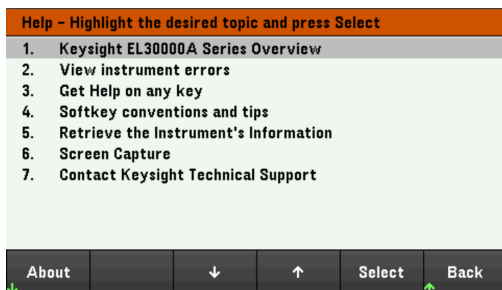 Help - Highlight the desired topic and press Select
1. Keysight EL30000A Series Overview
2. View instrument errors
3. Get Help on any key
4. Softkey conventions and tips
5. Retrieve the Instrument's Information
6. Screen Capture
7. Contact Keysight Technical Support
About ↓ ↑ Select Back